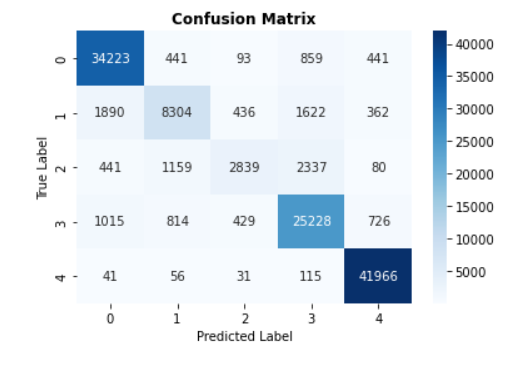 Confusion Matrix
True Label
0 34223 441 93 859 441
1 1890 8304 436 1622 362
2 441 1159 2839 2337 80
3 1015 814 429 25228 726
4 41 56 31 115 41966
0 1 2 3 4
Predicted Label
40000
35000
30000
25000
20000
15000
10000
5000